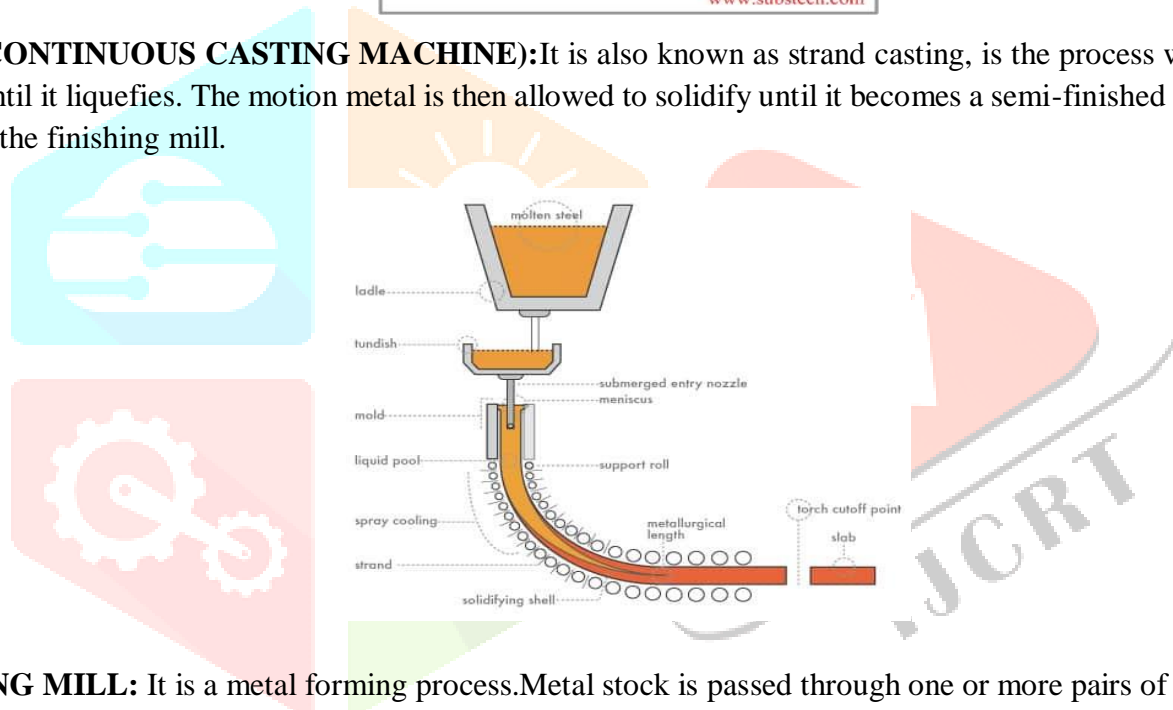 www.substech.com
CONTINUOUS CASTING MACHINE):It is also known as strand casting, is the process
ntil it liquefies. The motion metal is then allowed to solidify until it becomes a semi-finished
the finishing mill.
molten steel
ladle
tundish
submerged entry nozzle
meniscus
mold
liquid pool
support roll
spray cooling
torch cutoff point
metallurgical
length
slab
strand
solidifying shell
JCRT
NG MILL: It is a metal forming process.Metal stock is passed through one or more pairs of